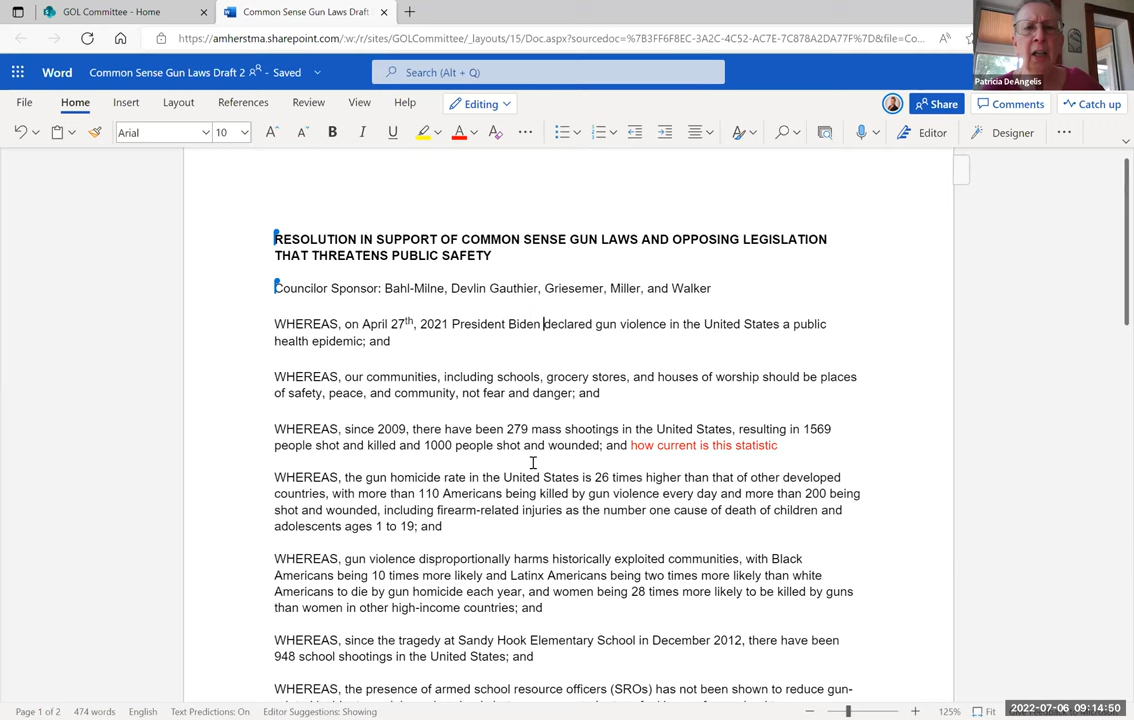 GOL Committee - Home
Common Sense Gun Laws Draft
https://amherstma.sharepoint.com/:w:/r/sites/GOLCommittee/_layouts/15/Doc.aspx?sourcedoc=%7B3FF6F8EC-3A2C-4C52-AC7E-7C878A2DA77F%7D&file=Co...
Patricia De Angelis
Word Common Sense Gun Laws Draft 2 - Saved Search (Alt + Q)
File Home Insert Layout References Review View Help Editing Share Comments Catch up
Arial 10 B I U A Editor Designer
RESOLUTION IN SUPPORT OF COMMON SENSE GUN LAWS AND OPPOSING LEGISLATION
THAT THREATENS PUBLIC SAFETY
Councilor Sponsor: Bahl-Milne, Devlin Gauthier, Griesemer, Miller, and Walker
WHEREAS, on April 27th, 2021 President Biden declared gun violence in the United States a public
health epidemic; and
WHEREAS, our communities, including schools, grocery stores, and houses of worship should be places
of safety, peace, and community, not fear and danger; and
WHEREAS, since 2009, there have been 279 mass shootings in the United States, resulting in 1569
people shot and killed and 1000 people shot and wounded; and how current is this statistic
WHEREAS, the gun homicide rate in the United States is 26 times higher than that of other developed
countries, with more than 110 Americans being killed by gun violence every day and more than 200 being
shot and wounded, including firearm-related injuries as the number one cause of death of children and
adolescents ages 1 to 19; and
WHEREAS, gun violence disproportionally harms historically exploited communities, with Black
Americans being 10 times more likely and Latinx Americans being two times more likely than white
Americans to die by gun homicide each year, and women being 28 times more likely to be killed by guns
than women in other high-income countries; and
WHEREAS, since the tragedy at Sandy Hook Elementary School in December 2012, there have been
948 school shootings in the United States; and
WHEREAS, the presence of armed school resource officers (SROs) has not been shown to reduce gun-
Page 1 of 2 474 words English Text Predictions: On Editor Suggestions: Showing 125% Fit
2022-07-06 09:14:50